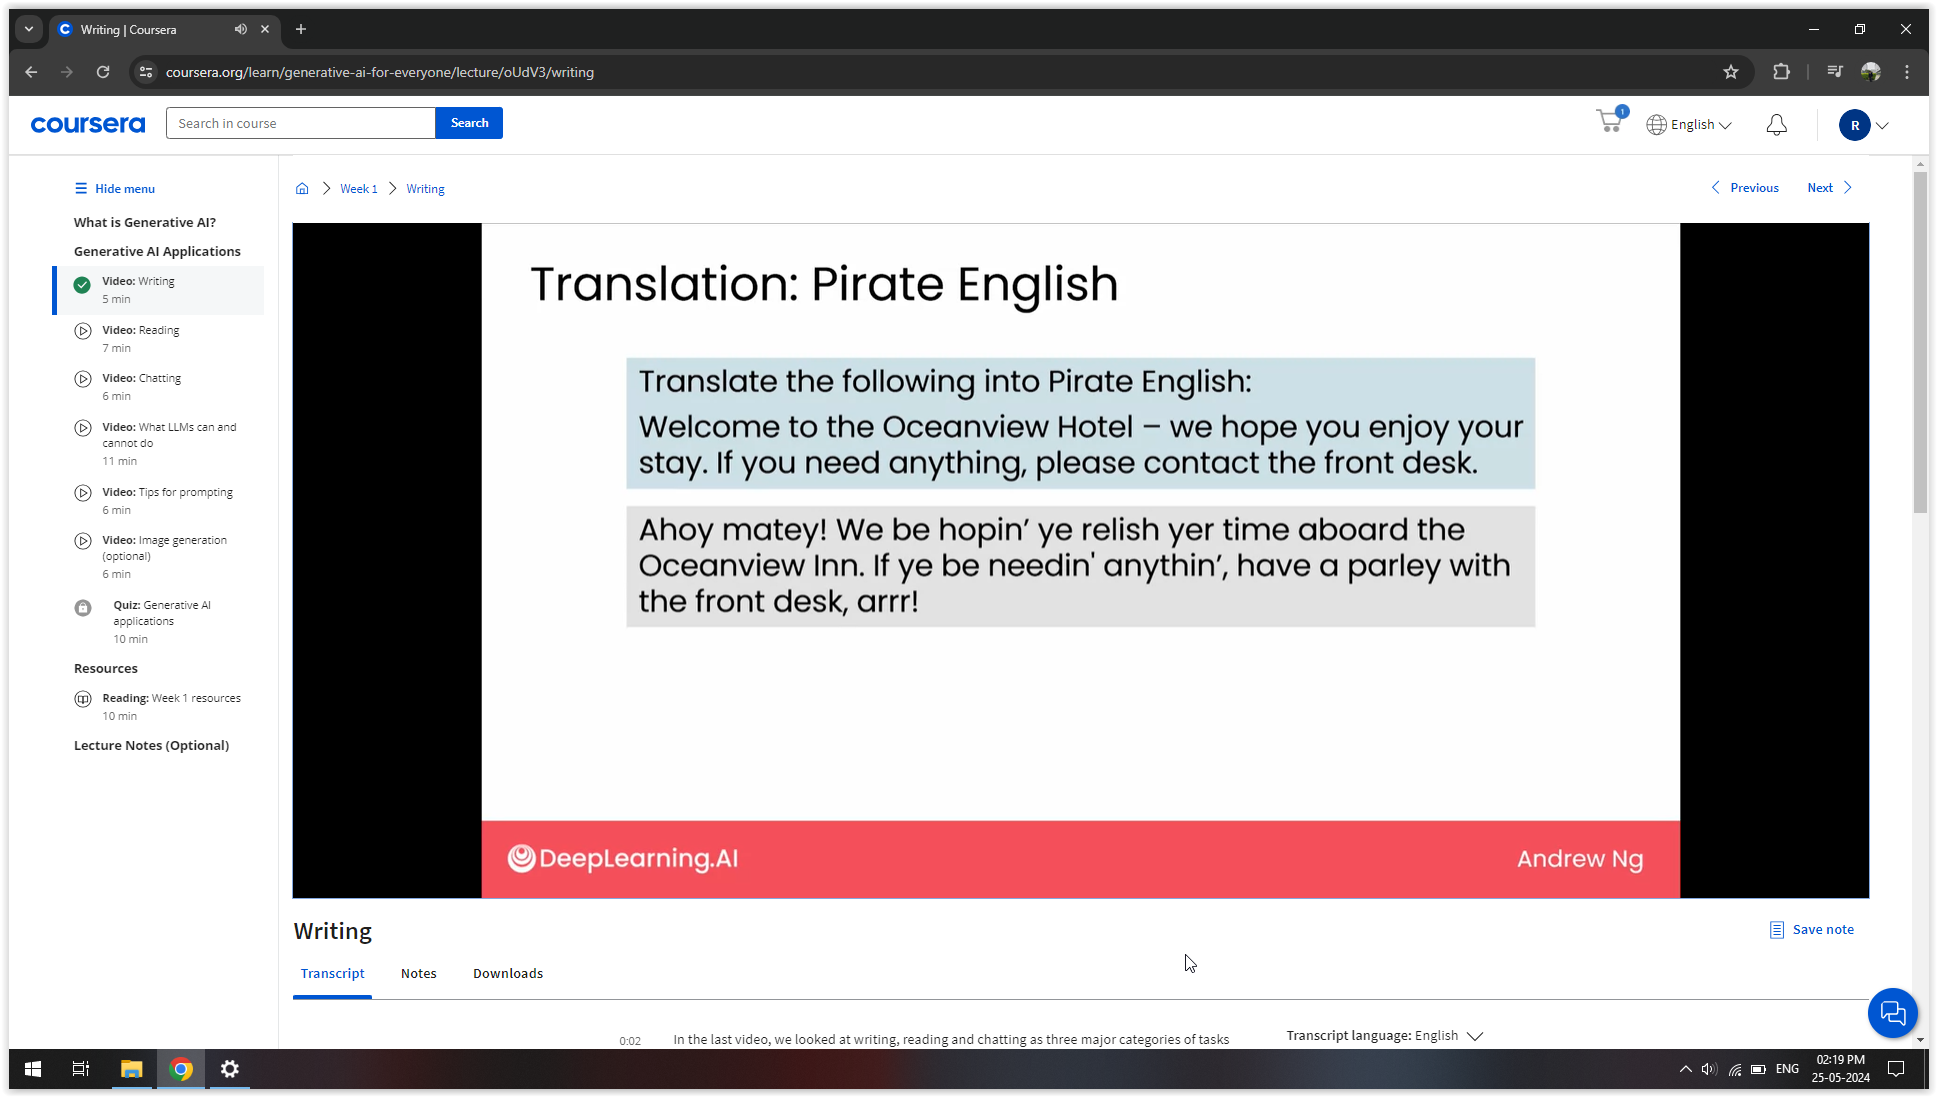 Writing | Coursera
coursera.org/learn/generative-ai-for-everyone/lecture/oUdV3/writing
coursera
Search in course
Search
1
English
R
Hide menu
What is Generative AI?
Generative AI Applications
Video: Writing
5 min
Video: Reading
7 min
Video: Chatting
6 min
Video: What LLMs can and
cannot do
11 min
Video: Tips for prompting
6 min
Video: Image generation
(optional)
6 min
Quiz: Generative AI
applications
10 min
Resources
Reading: Week 1 resources
10 min
Lecture Notes (Optional)
Week 1
Writing
Previous
Next
Translation: Pirate English
Translate the following into Pirate English:
Welcome to the Oceanview Hotel – we hope you enjoy your
stay. If you need anything, please contact the front desk.
Ahoy matey! We be hopin’ ye relish yer time aboard the
Oceanview Inn. If ye be needin' anythin’, have a parley with
the front desk, arrr!
DeepLearning.AI
Andrew Ng
Writing
Save note
Transcript
Notes
Downloads
0:02
In the last video, we looked at writing, reading and chatting as three major categories of tasks
Transcript language: English
ENG
02:19 PM
25-05-2024